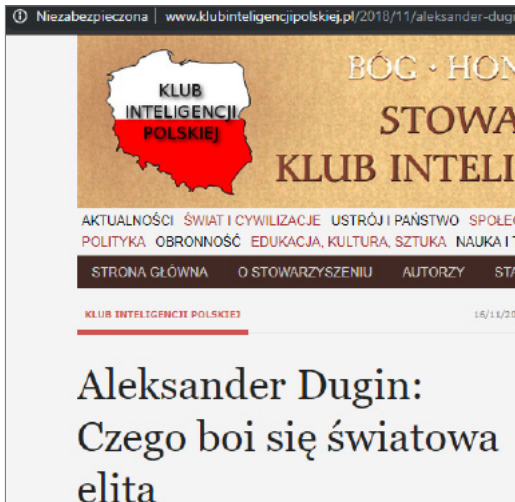 Niezabezpieczona | www.klubinteligencjipolskiej.pl/2018/11/aleksander-dugi
BÓG · HON
KLUB
INTELIGENCJI
POLSKIEJ
STOWA
KLUB INTELI
AKTUALNOŚCI ŚWIAT I CYWILIZACJE USTRÓJ I PAŃSTWO SPOŁEC
POLITYKA OBRONNOŚĆ EDUKACJA, KULTURA, SZTUKA NAUKA I T
STRONA GŁÓWNA O STOWARZYSZENIU AUTORZY STA
KLUB INTELIGENCJI POLSKIEJ 16/11/20
Aleksander Dugin:
Czego boi się światowa
elita